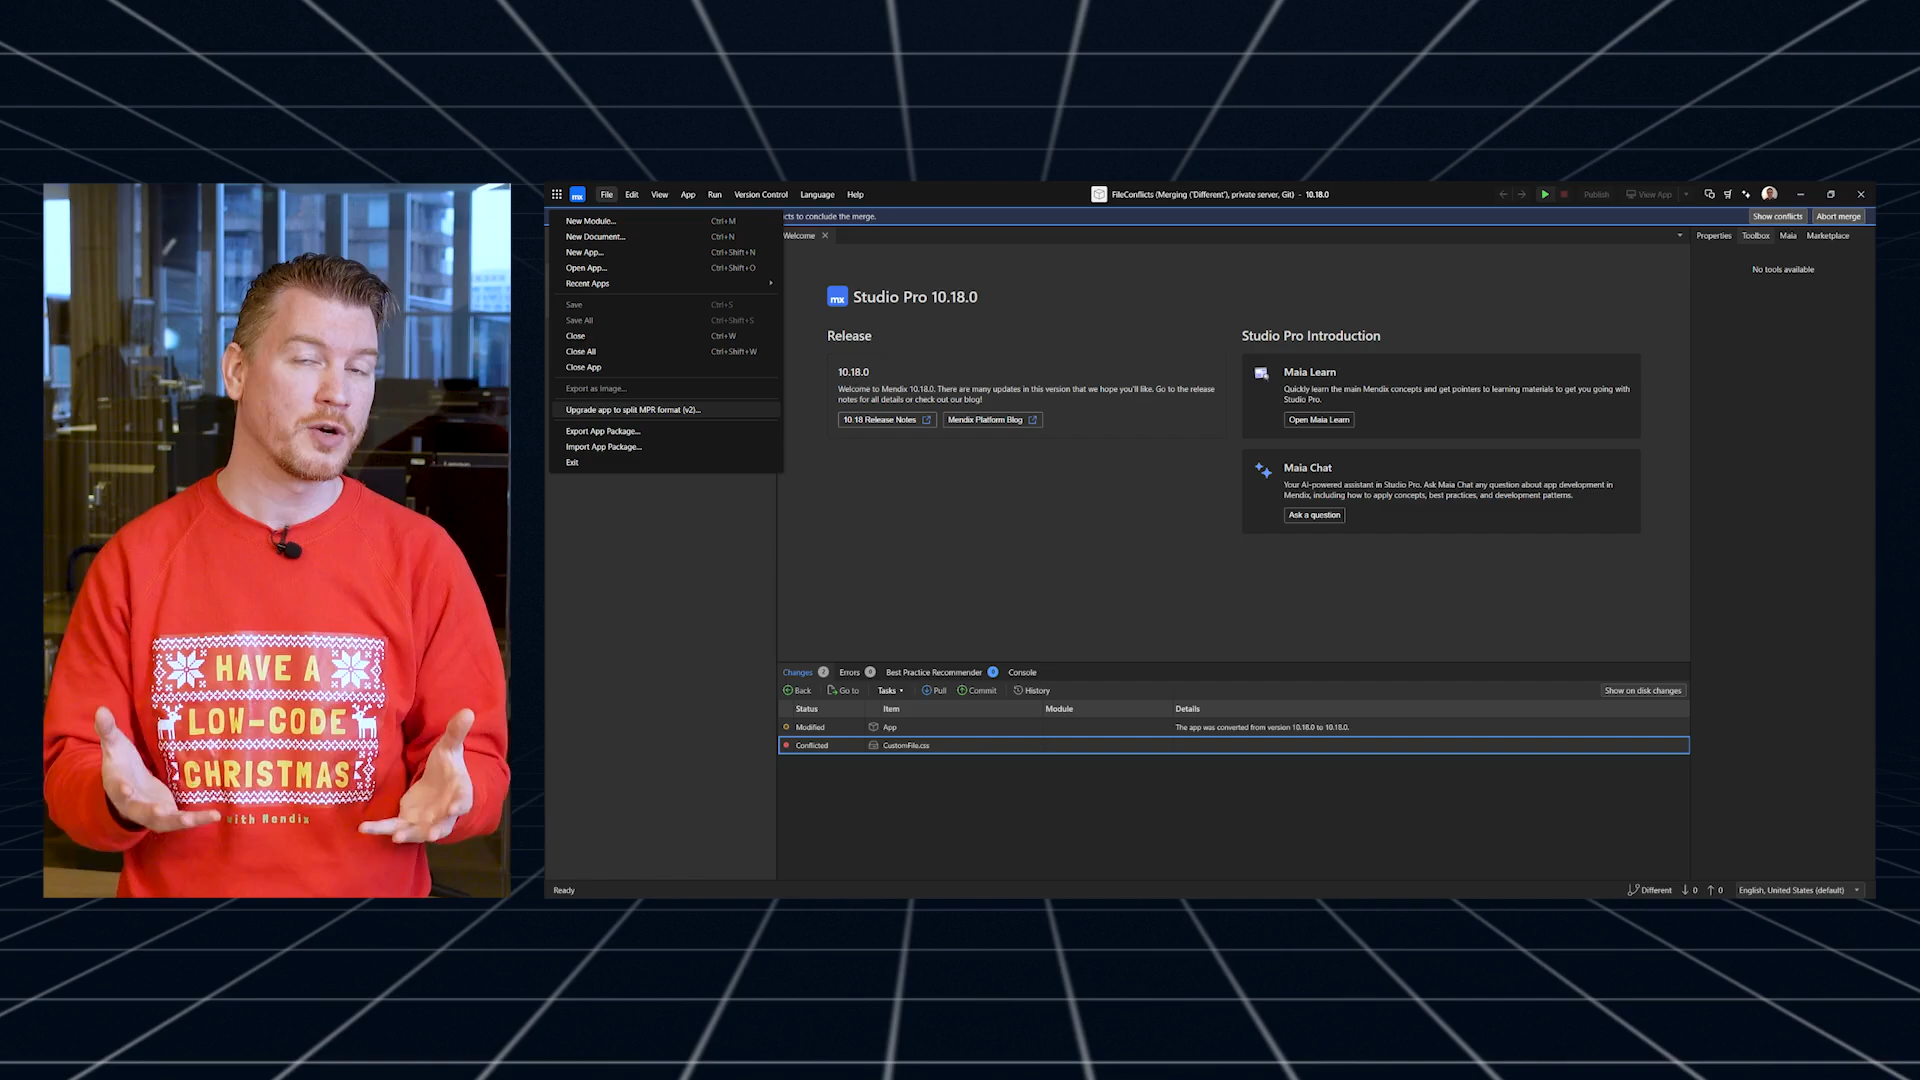 HAVE A
LOW-CODE
CHRISTMAS
with Mendix
mx
File Edit View App Run Version Control Language Help
FileConflicts (Merging ('Different'), private server, Git) - 10.18.0
Publish
View App
cts to conclude the merge.
Show conflicts
Abort merge
New Module... Ctrl+M
New Document... Ctrl+N
New App... Ctrl+Shift+N
Open App... Ctrl+Shift+O
Recent Apps
Save Ctrl+S
Save All Ctrl+Shift+S
Close Ctrl+W
Close All Ctrl+Shift+W
Close App
Export as Image...
Upgrade app to split MPR format (v2)...
Export App Package...
Import App Package...
Exit
Welcome
Properties Toolbox Maia Marketplace
No tools available
mx Studio Pro 10.18.0
Release
10.18.0
Welcome to Mendix 10.18.0. There are many updates in this version that we hope you'll like. Go to the release
notes for all details or check out our blog!
10.18 Release Notes
Mendix Platform Blog
Studio Pro Introduction
Maia Learn
Quickly learn the main Mendix concepts and get pointers to learning materials to get you going with
Studio Pro.
Open Maia Learn
Maia Chat
Your AI-powered assistant in Studio Pro. Ask Maia Chat any question about app development in
Mendix, including how to apply concepts, best practices, and development patterns.
Ask a question
Changes 2 Errors 0 Best Practice Recommender 0 Console
Back Go to Tasks Pull Commit History
Show on disk changes
Status Item Module Details
Modified App The app was converted from version 10.18.0 to 10.18.0.
Conflicted CustomFile.css
Ready
Different 0 0 English, United States (default)